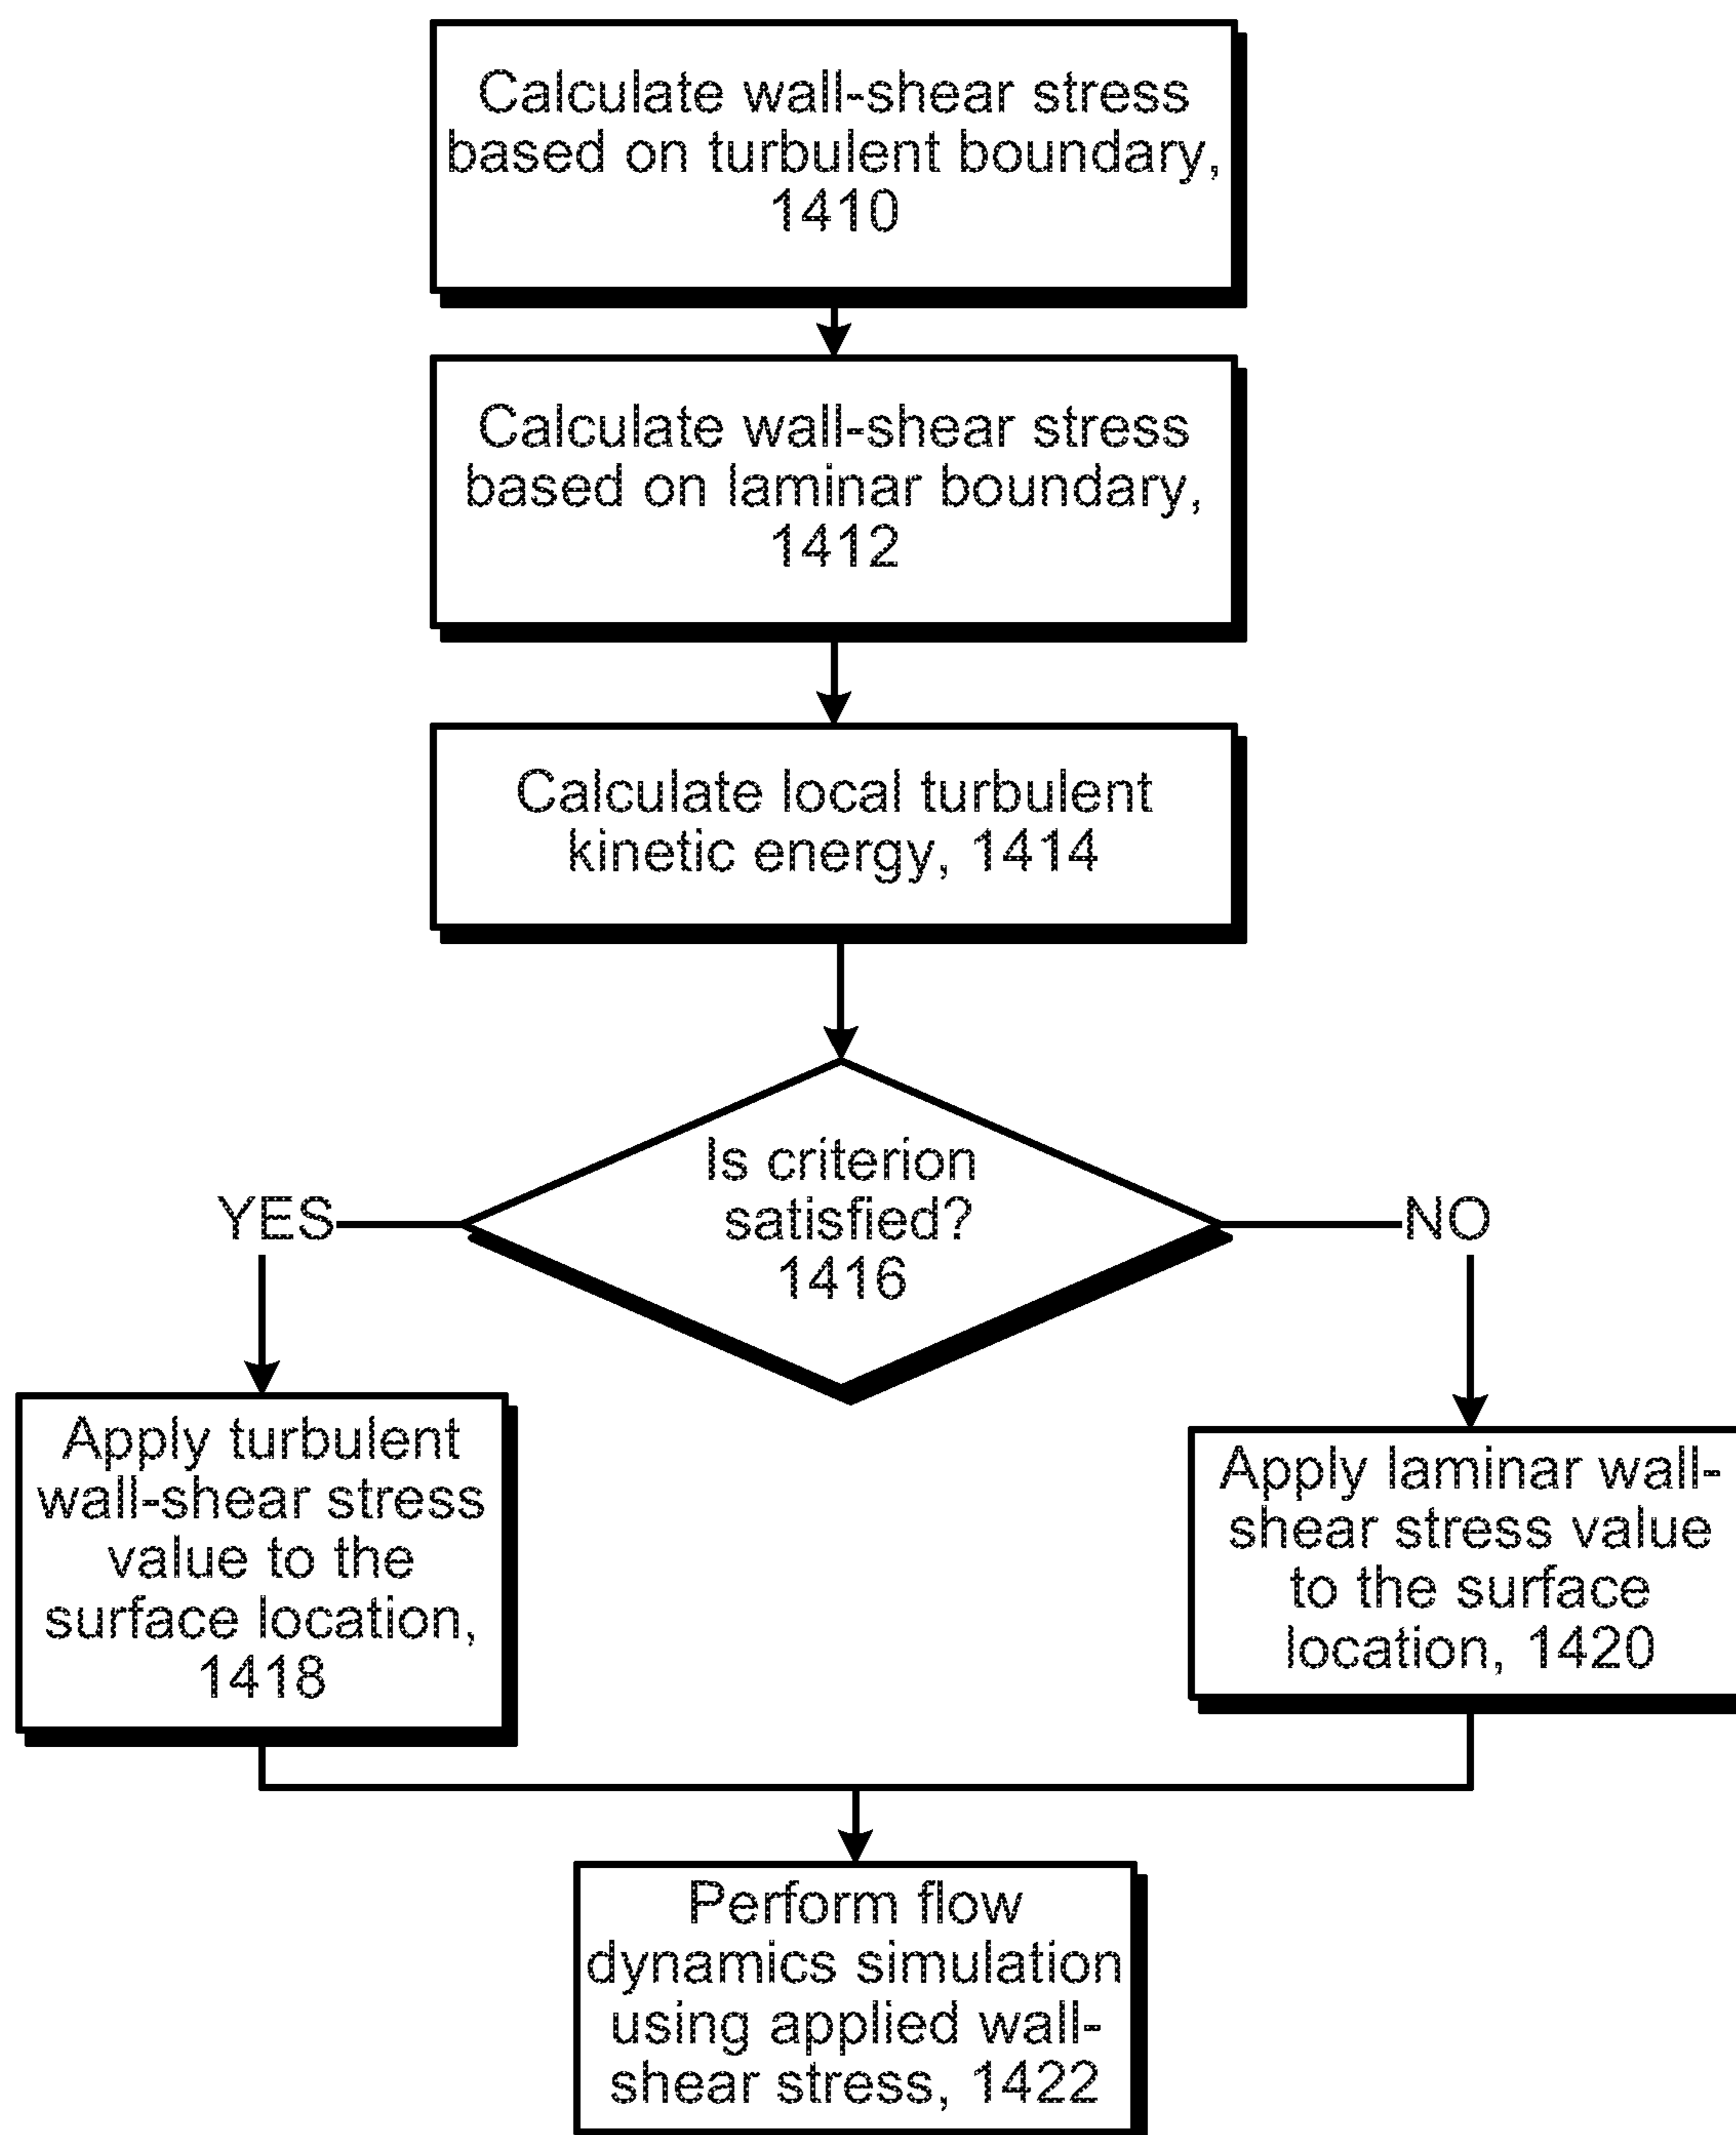 Calculate wall-shear stress
based on turbulent boundary,
1410
Calculate wall-shear stress
based on laminar boundary,
1412
Calculate local turbulent
kinetic energy, 1414
Is criterion
satisfied?
1416
YES
NO
Apply turbulent
wall-shear stress
value to the
surface location,
1418
Apply laminar wall-
shear stress value
to the surface
location, 1420
Perform flow
dynamics simulation
using applied wall-
shear stress, 1422